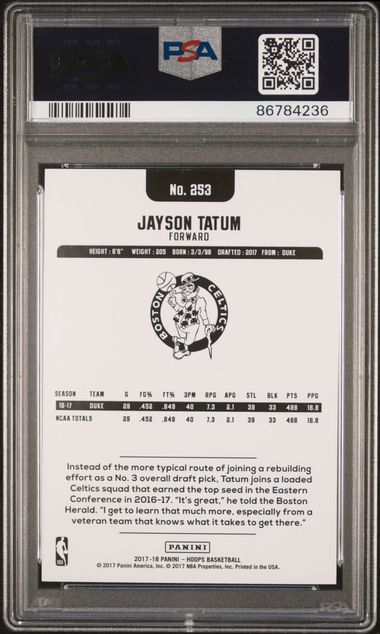 PSA
PSA
86784236
No. 253
JAYSON TATUM
FORWARD
HEIGHT : 6'8" WEIGHT : 205 BORN : 3/3/98 DRAFTED : 2017 FROM : DUKE
BOSTON CELTICS
SEASON TEAM G FG% FT% 3PM RPG APG STL BLK PTS PPG
16-17 DUKE 29 .452 .849 40 7.3 2.1 39 33 488 16.8
NCAA TOTALS 29 .452 .849 40 7.3 2.1 39 33 488 16.8
Instead of the more typical route of joining a rebuilding
effort as a No. 3 overall draft pick, Tatum joins a loaded
Celtics squad that earned the top seed in the Eastern
Conference in 2016-17. "It's great," he told the Boston
Herald. "I get to learn that much more, especially from a
veteran team that knows what it takes to get there."
PANINI
2017-18 PANINI - HOOPS BASKETBALL
© 2017 Panini America, Inc. © 2017 NBA Properties, Inc. Printed in the USA.